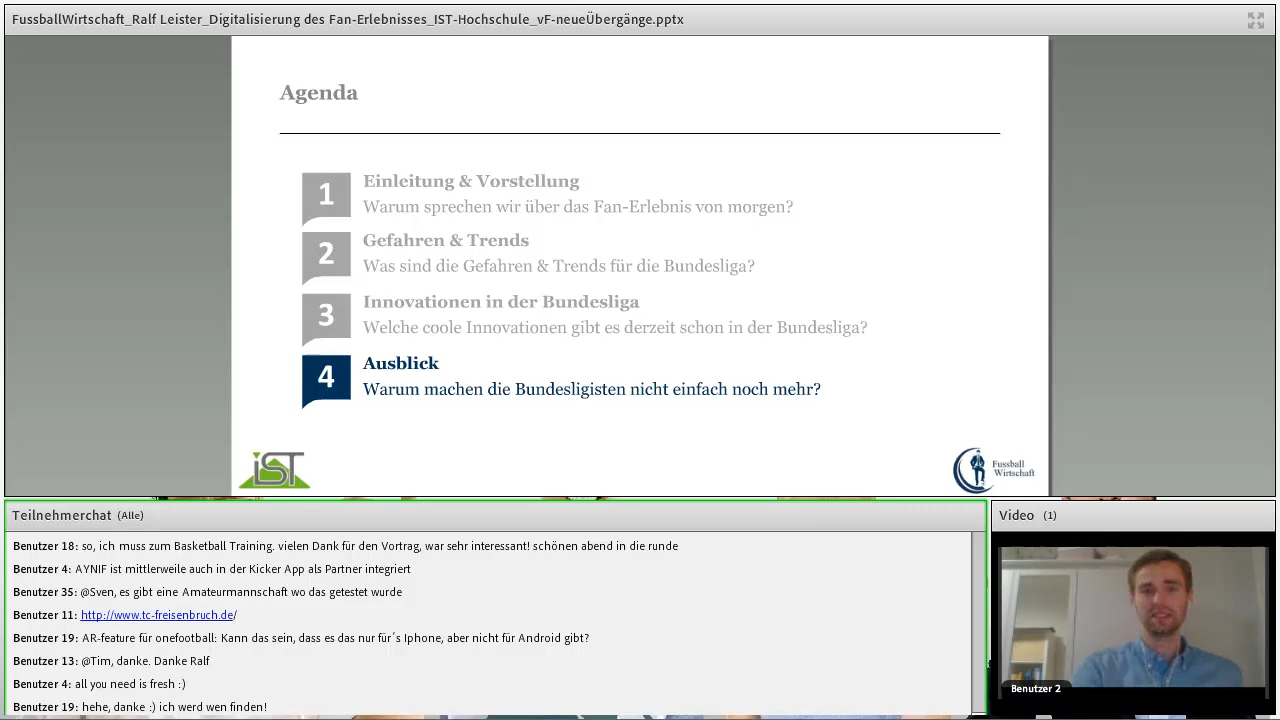 FussballWirtschaft_Ralf Leister_Digitalisierung des Fan-Erlebnisses_IST-Hochschule_vF-neueÜbergänge.pptx
Agenda
1
Einleitung & Vorstellung
Warum sprechen wir über das Fan-Erlebnis von morgen?
2
Gefahren & Trends
Was sind die Gefahren & Trends für die Bundesliga?
3
Innovationen in der Bundesliga
Welche coole Innovationen gibt es derzeit schon in der Bundesliga?
4
Ausblick
Warum machen die Bundesligisten nicht einfach noch mehr?
iST
Fussball
Wirtschaft
Teilnehmerchat (Alle)
Benutzer 18: so, ich muss zum Basketball Training. vielen Dank für den Vortrag, war sehr interessant! schönen abend in die runde
Benutzer 4: AYNIF ist mittlerweile auch in der Kicker App als Partner integriert
Benutzer 35: @Sven, es gibt eine Amateurmannschaft wo das getestet wurde
Benutzer 11: http://www.tc-freisenbruch.de/
Benutzer 19: AR-feature für onefootball: Kann das sein, dass es das nur für´s Iphone, aber nicht für Android gibt?
Benutzer 13: @Tim, danke. Danke Ralf
Benutzer 4: all you need is fresh :)
Benutzer 19: hehe, danke :) ich werd wen finden!
Video (1)
Benutzer 2